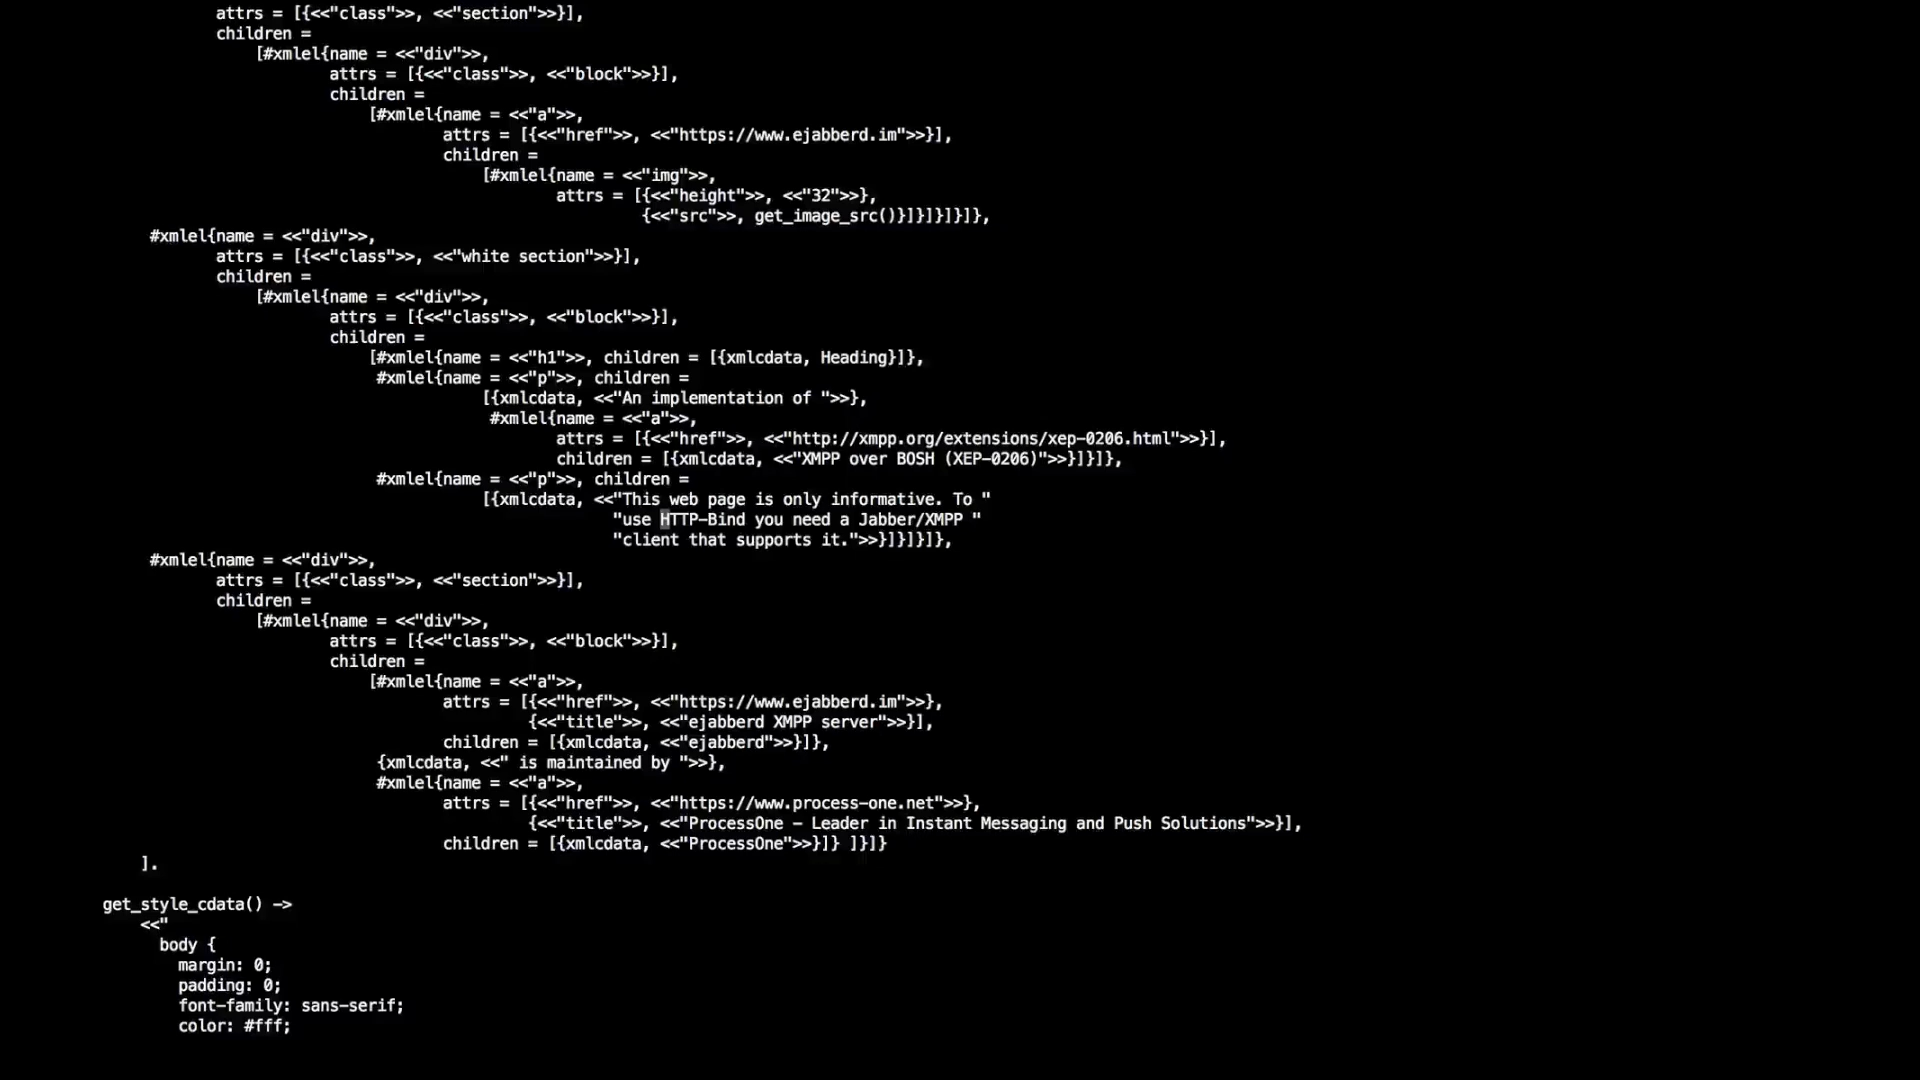 attrs = [{<<"class">>, <<"section">>}],
children =
[#xmlel{name = <<"div">>,
attrs = [{<<"class">>, <<"block">>}],
children =
[#xmlel{name = <<"a">>,
attrs = [{<<"href">>, <<"https://www.ejabberd.im">>}],
children =
[#xmlel{name = <<"img">>,
attrs = [{<<"height">>, <<"32">>},
{<<"src">>, get_image_src()}]}]}]}]},
#xmlel{name = <<"div">>,
attrs = [{<<"class">>, <<"white section">>}],
children =
[#xmlel{name = <<"div">>,
attrs = [{<<"class">>, <<"block">>}],
children =
[#xmlel{name = <<"h1">>, children = [{xmlcdata, Heading}]},
#xmlel{name = <<"p">>, children =
[{xmlcdata, <<"An implementation of ">>},
#xmlel{name = <<"a">>,
attrs = [{<<"href">>, <<"http://xmpp.org/extensions/xep-0206.html">>}],
children = [{xmlcdata, <<"XMPP over BOSH (XEP-0206)">>}]}]},
#xmlel{name = <<"p">>, children =
[{xmlcdata, <<"This web page is only informative. To "
"use HTTP-Bind you need a Jabber/XMPP "
"client that supports it.">>}]}]}]},
#xmlel{name = <<"div">>,
attrs = [{<<"class">>, <<"section">>}],
children =
[#xmlel{name = <<"div">>,
attrs = [{<<"class">>, <<"block">>}],
children =
[#xmlel{name = <<"a">>,
attrs = [{<<"href">>, <<"https://www.ejabberd.im">>},
{<<"title">>, <<"ejabberd XMPP server">>}],
children = [{xmlcdata, <<"ejabberd">>}]},
{xmlcdata, <<" is maintained by ">>},
#xmlel{name = <<"a">>,
attrs = [{<<"href">>, <<"https://www.process-one.net">>},
{<<"title">>, <<"ProcessOne - Leader in Instant Messaging and Push Solutions">>}],
children = [{xmlcdata, <<"ProcessOne">>}]} ]}]}
].
get_style_cdata() ->
<<"
body {
margin: 0;
padding: 0;
font-family: sans-serif;
color: #fff;